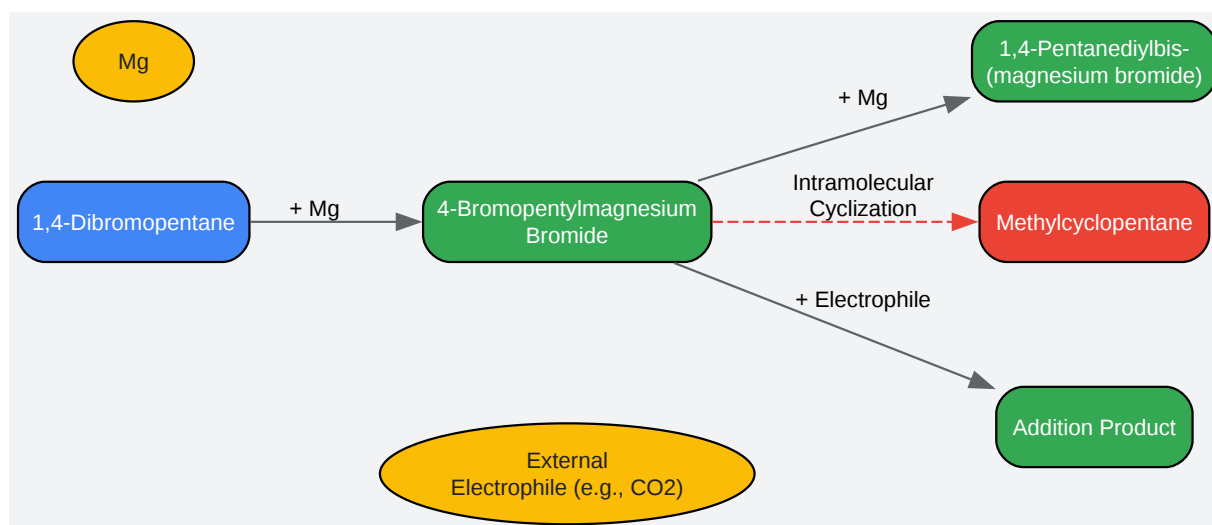 Mg
1,4-Pentanediylbis-
(magnesium bromide)
+ Mg
1,4-Dibromopentane
+ Mg
4-Bromopentylmagnesium
Bromide
Intramolecular
Cyclization
Methylcyclopentane
+ Electrophile
Addition Product
External
Electrophile (e.g., CO2)